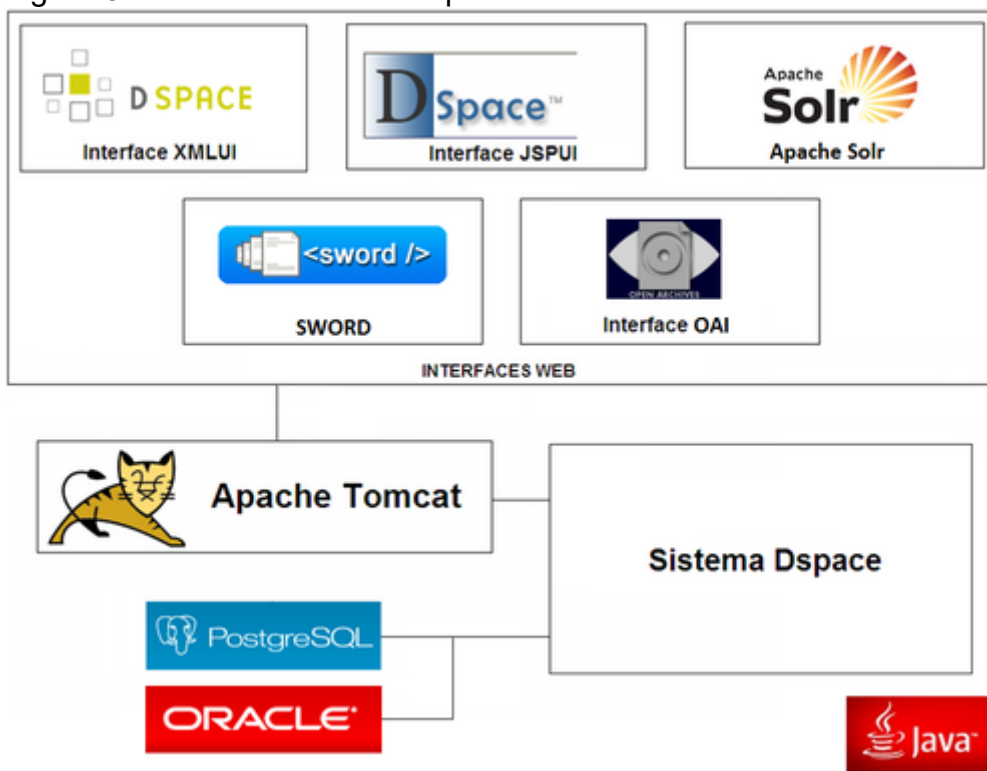 D SPACE
Interface XMLUI
DSpace™
Interface JSPUI
Apache
Solr
Apache Solr
<sword />
SWORD
OPEN ARCHIVES
Interface OAI
INTERFACES WEB
Apache Tomcat
Sistema Dspace
PostgreSQL
ORACLE
Java